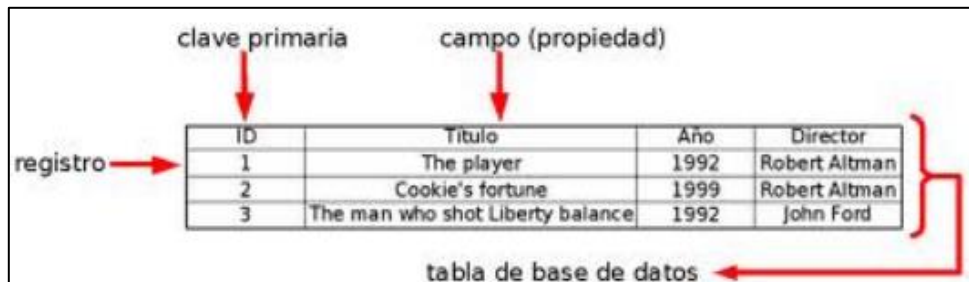 clave primaria campo (propiedad)
ID Título Año Director
registro 1 The player 1992 Robert Altman
2 Cookie's fortune 1999 Robert Altman
3 The man who shot Liberty balance 1992 John Ford
tabla de base de datos